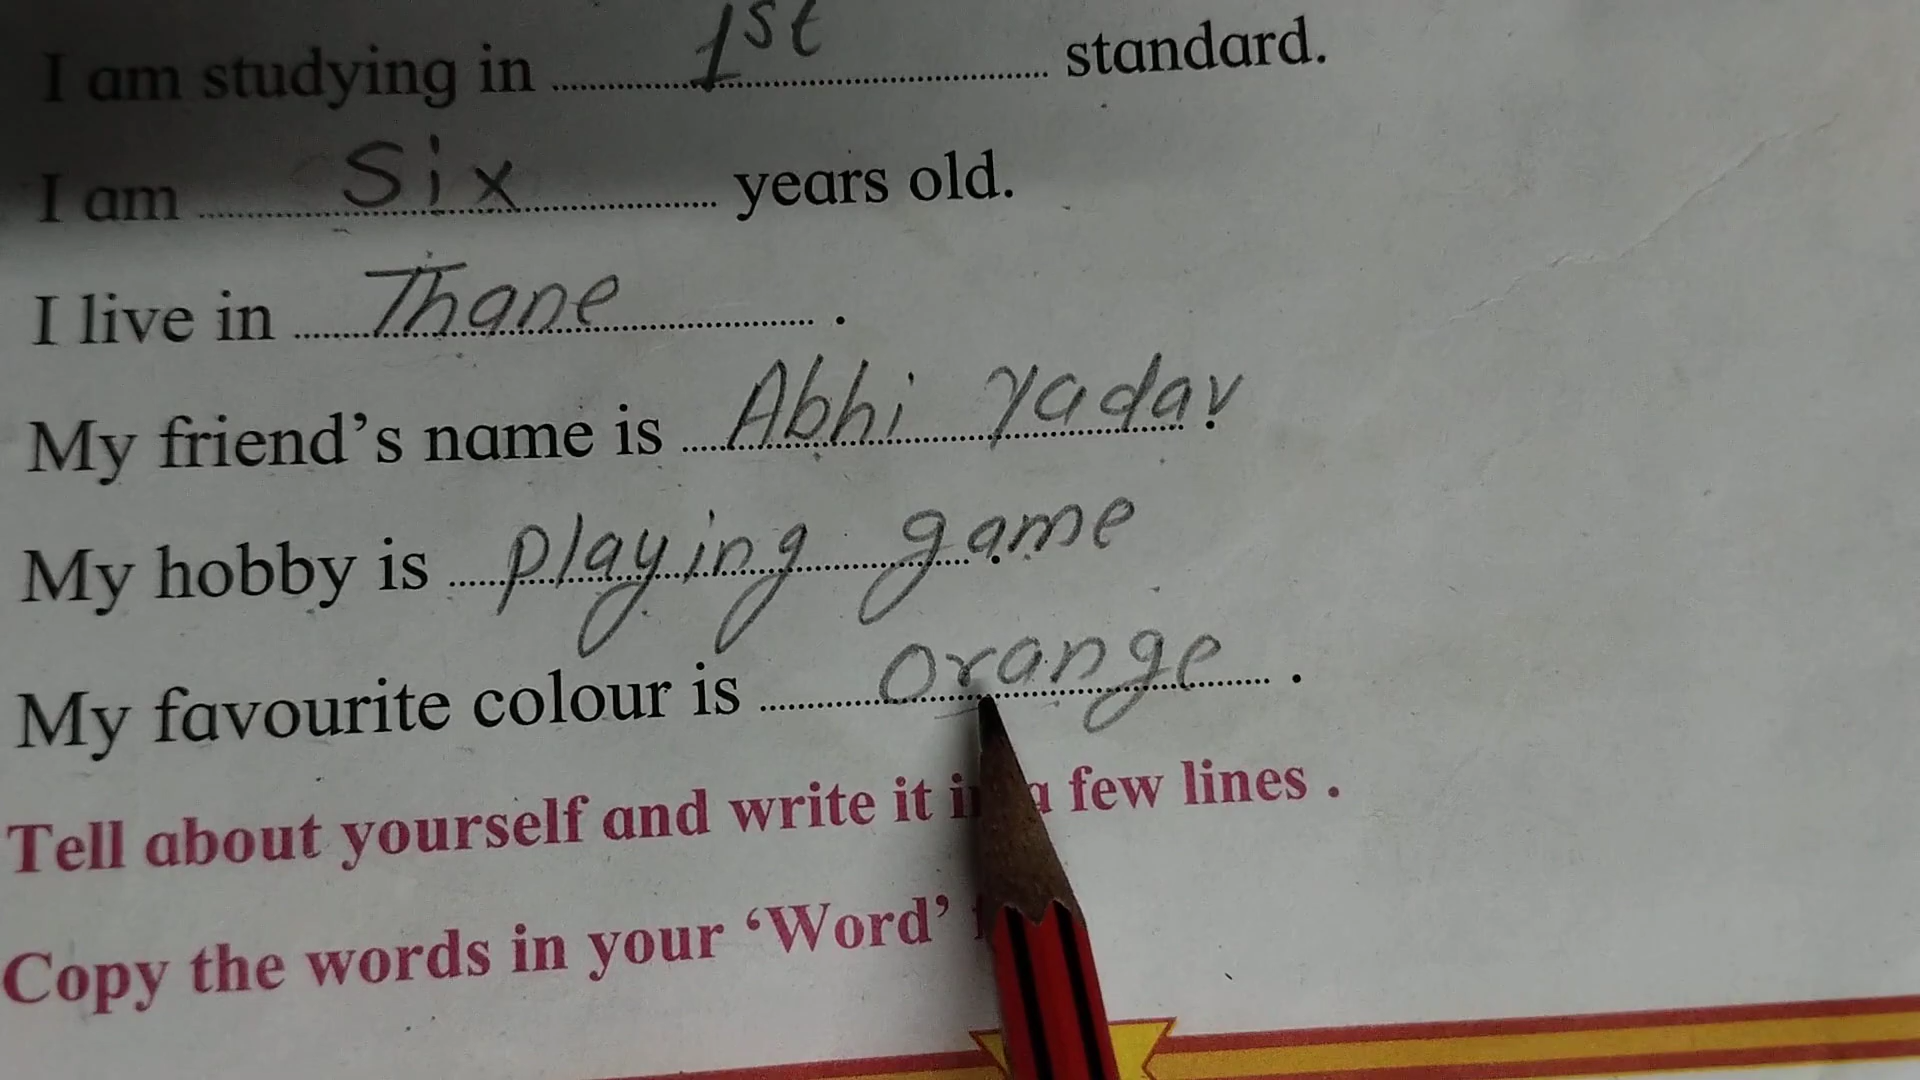 I am studying in 1st standard.
I am Six years old.
I live in Thane .
My friend's name is Abhi Yadav.
My hobby is playing game.
My favourite colour is Orange .
Tell about yourself and write it in a few lines .
Copy the words in your ‘Word’